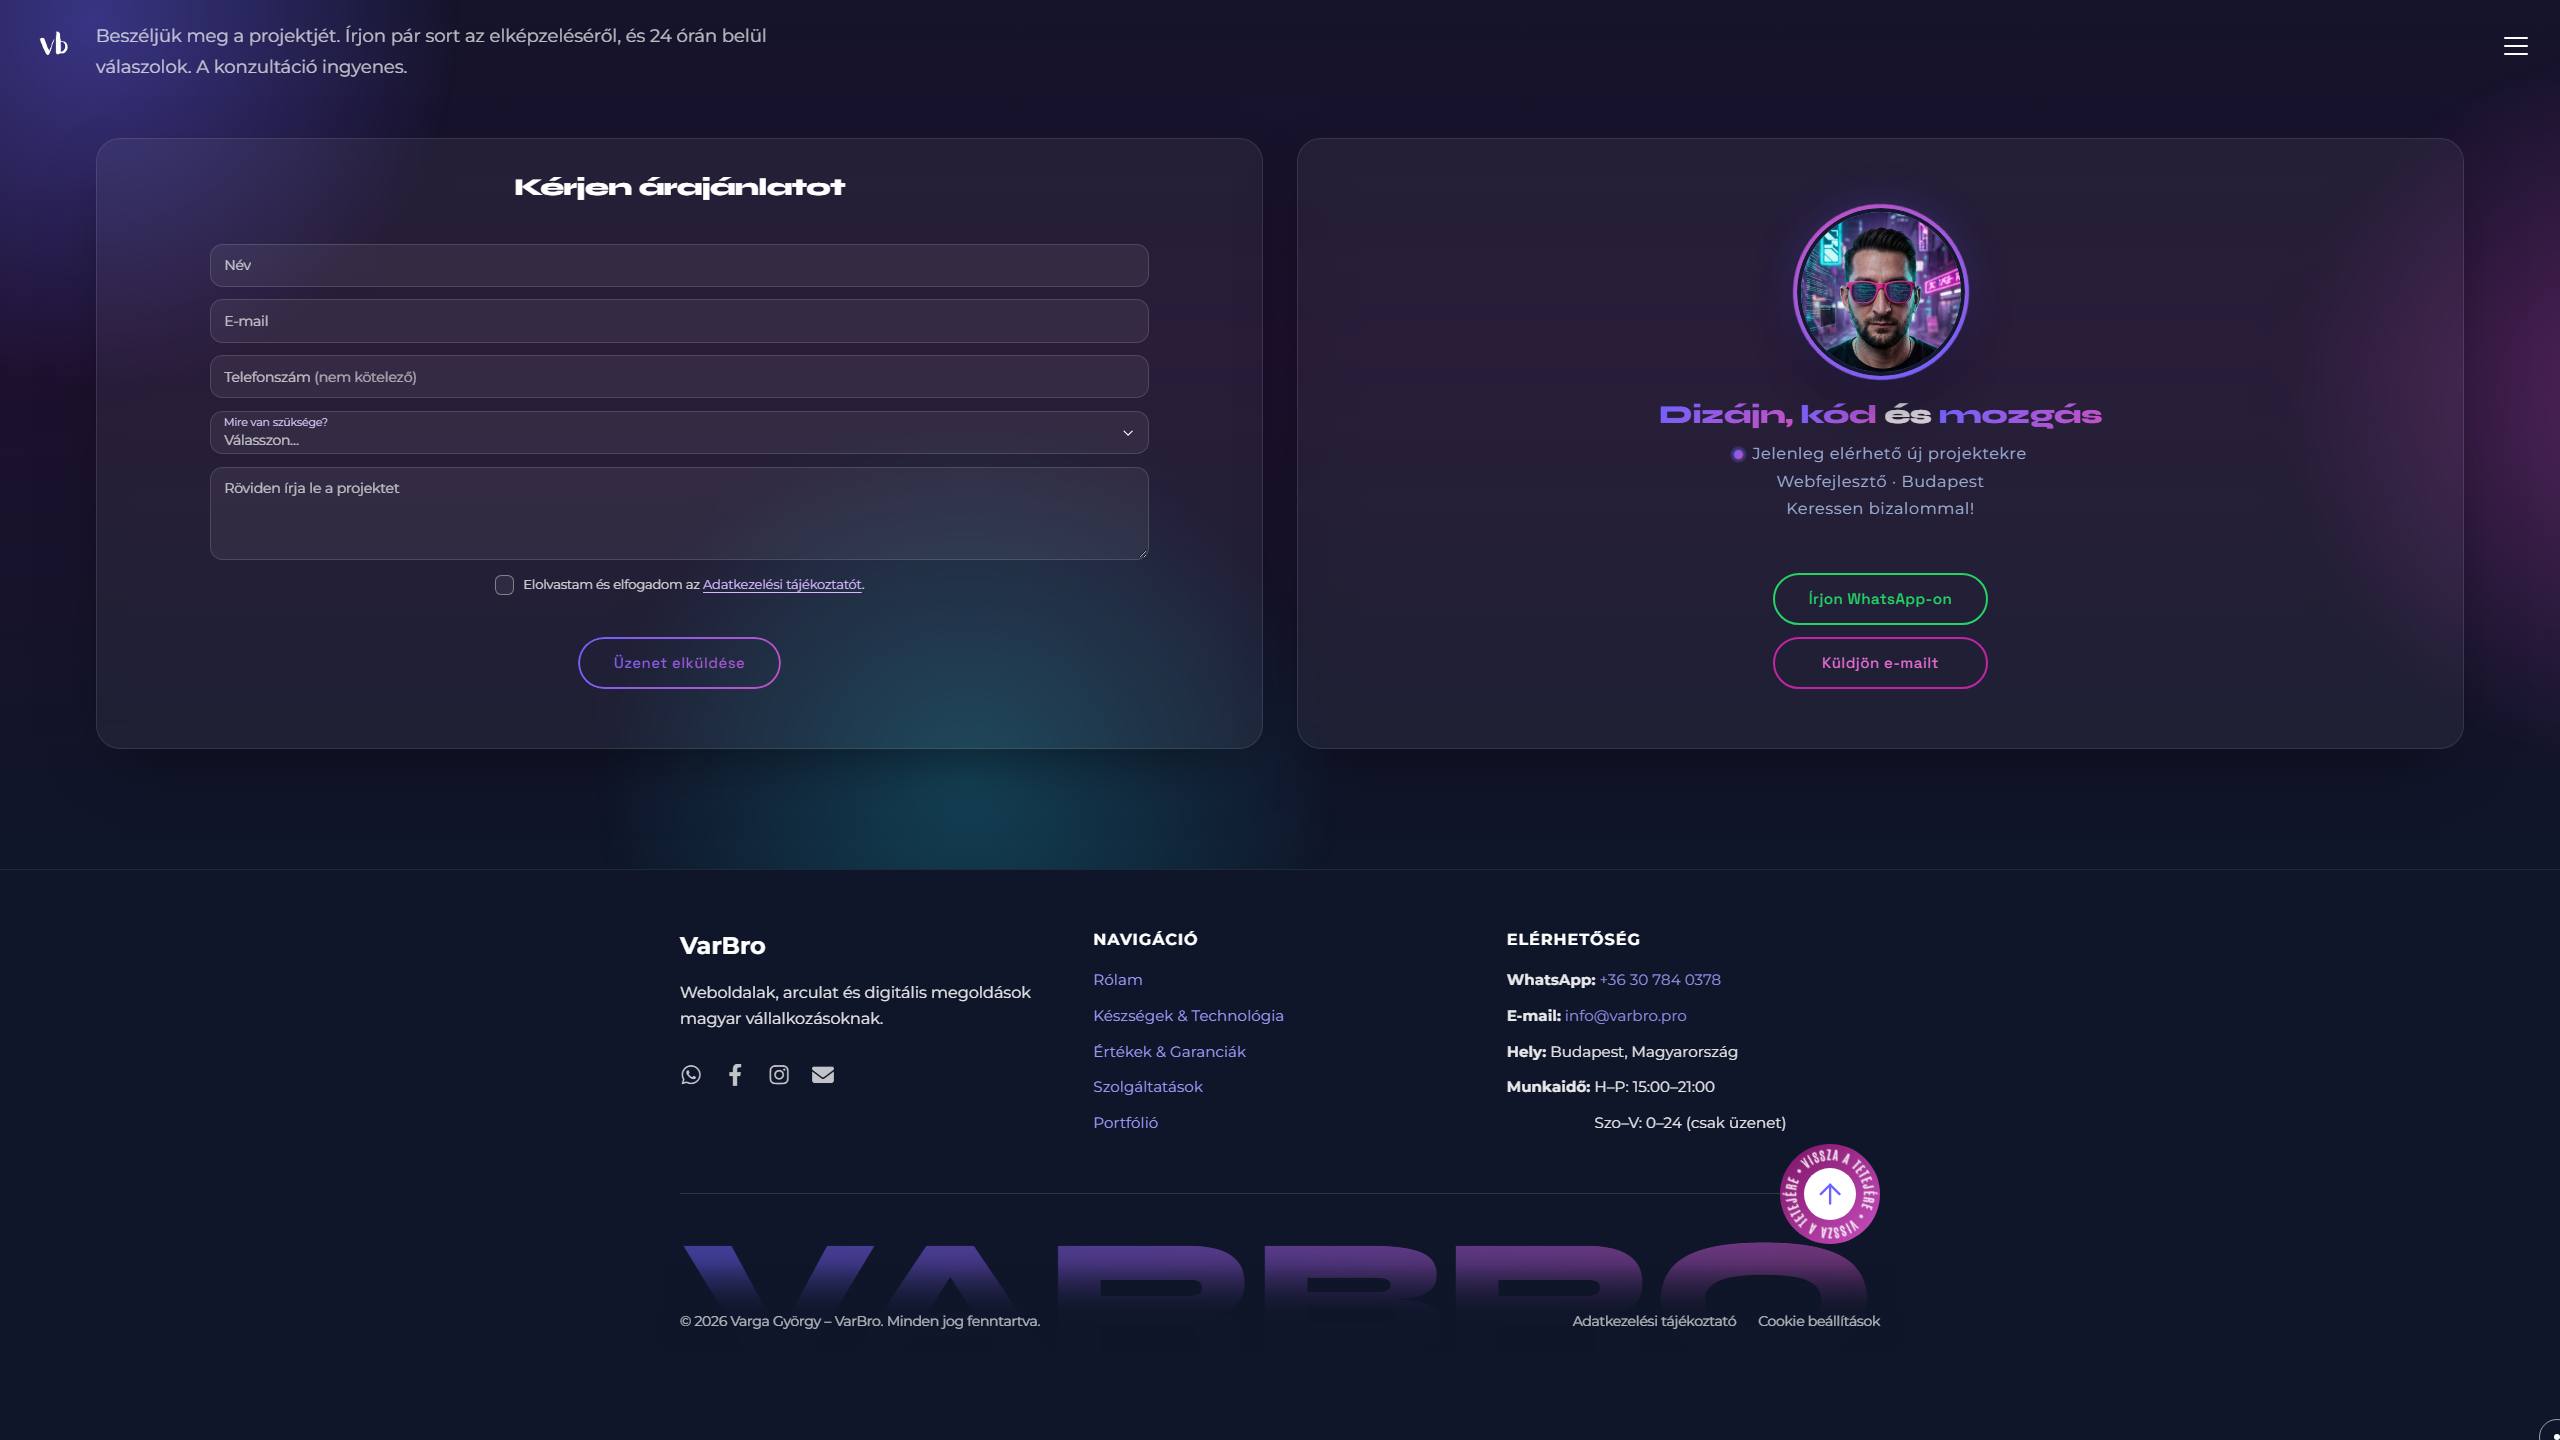 vb
Beszéljük meg a projektjét. Írjon pár sort az elképzeléséről, és 24 órán belül
válaszolok. A konzultáció ingyenes.
Kérjen árajánlatot
Név
E-mail
Telefonszám (nem kötelező)
Mire van szüksége?
Válasszon...
Röviden írja le a projektet
Elolvastam és elfogadom az Adatkezelési tájékoztatót.
Üzenet elküldése
Dizájn, kód és mozgás
Jelenleg elérhető új projektekre
Webfejlesztő · Budapest
Keressen bizalommal!
Írjon WhatsApp-on
Küldjön e-mailt
VarBro
Weboldalak, arculat és digitális megoldások
magyar vállalkozásoknak.
NAVIGÁCIÓ
Rólam
Készségek & Technológia
Értékek & Garanciák
Szolgáltatások
Portfólió
ELÉRHETŐSÉG
WhatsApp: +36 30 784 0378
E-mail: info@varbro.pro
Hely: Budapest, Magyarország
Munkaidő: H–P: 15:00–21:00
Szo–V: 0–24 (csak üzenet)
VISSZA A TETEJÉRE • VISSZA A TETEJÉRE •
VARBRO
© 2026 Varga György – VarBro. Minden jog fenntartva.
Adatkezelési tájékoztató
Cookie beállítások